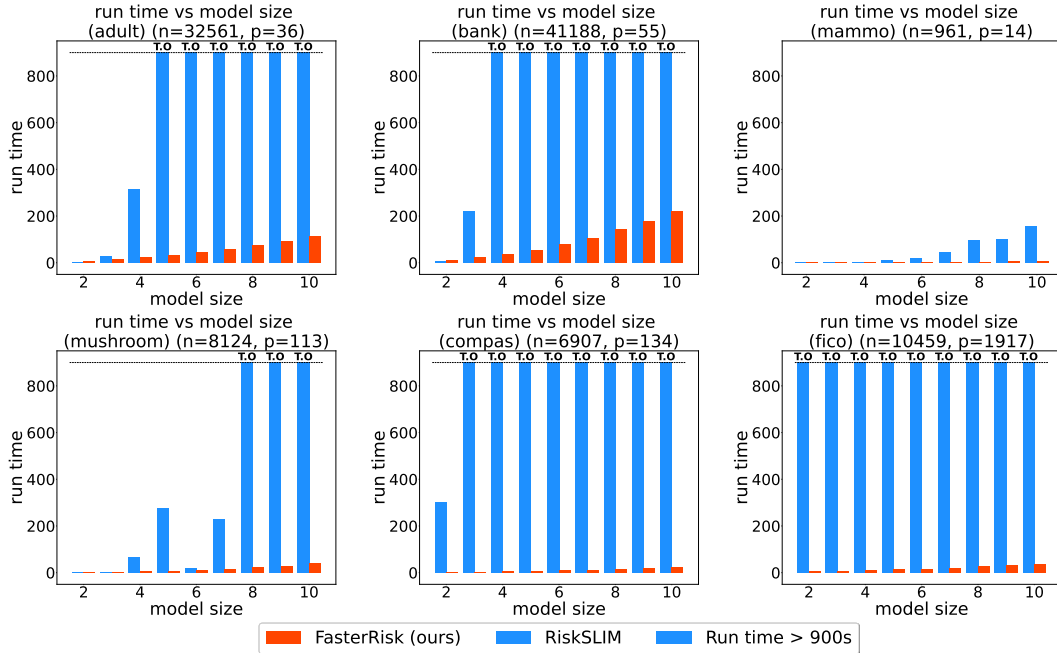 run time vs model size
(adult) (n=32561, p=36)
T.O T.O T.O T.O T.O T.O
800
600
400
200
0
run time
2 4 6 8 10
model size
run time vs model size
(bank) (n=41188, p=55)
T.O T.O T.O T.O T.O T.O T.O
800
600
400
200
0
run time
2 4 6 8 10
model size
run time vs model size
(mammo) (n=961, p=14)
800
600
400
200
0
run time
2 4 6 8 10
model size
run time vs model size
(mushroom) (n=8124, p=113)
T.O T.O T.O
800
600
400
200
0
run time
2 4 6 8 10
model size
run time vs model size
(compas) (n=6907, p=134)
T.O T.O T.O T.O T.O T.O T.O T.O
800
600
400
200
0
run time
2 4 6 8 10
model size
run time vs model size
(fico) (n=10459, p=1917)
T.O T.O T.O T.O T.O T.O T.O T.O T.O
800
600
400
200
0
run time
2 4 6 8 10
model size
FasterRisk (ours) RiskSLIM Run time > 900s